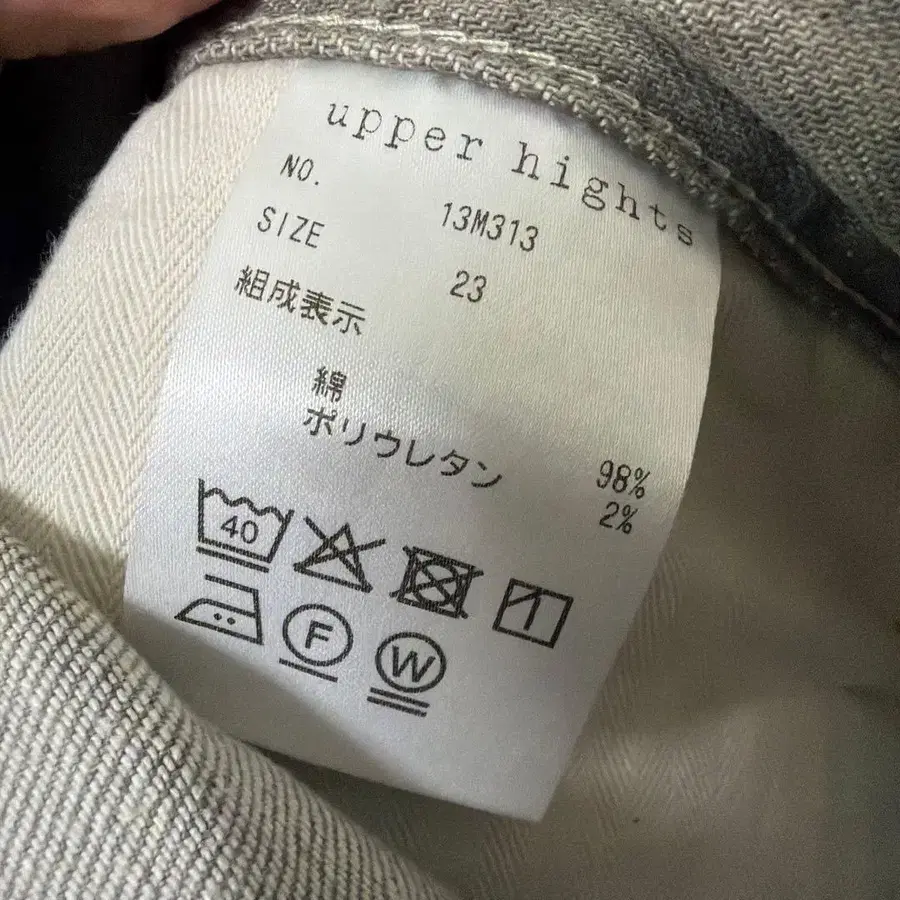 upper hights
NO. 13M313
SIZE 23
組成表示
綿 98%
ポリウレタン 2%
40
F
W